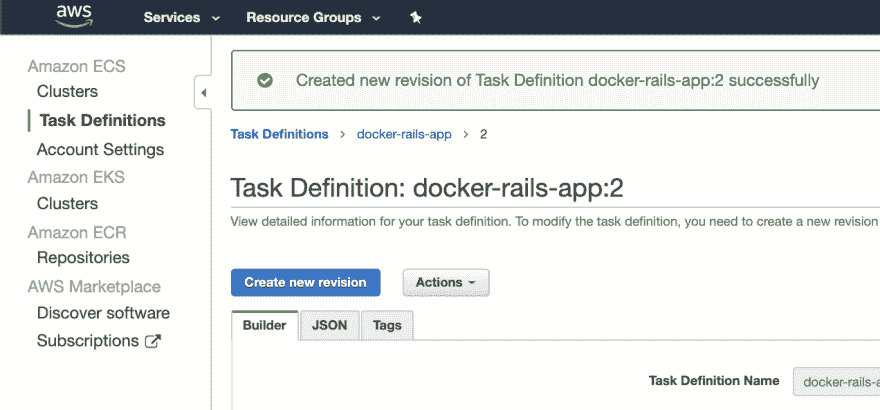 aws Services Resource Groups
Amazon ECS
Clusters
Task Definitions
Account Settings
Amazon EKS
Clusters
Amazon ECR
Repositories
AWS Marketplace
Discover software
Subscriptions
Created new revision of Task Definition docker-rails-app:2 successfully
Task Definitions > docker-rails-app > 2
Task Definition: docker-rails-app:2
View detailed information for your task definition. To modify the task definition, you need to create a new revision
Create new revision Actions
Builder JSON Tags
Task Definition Name docker-rails-a